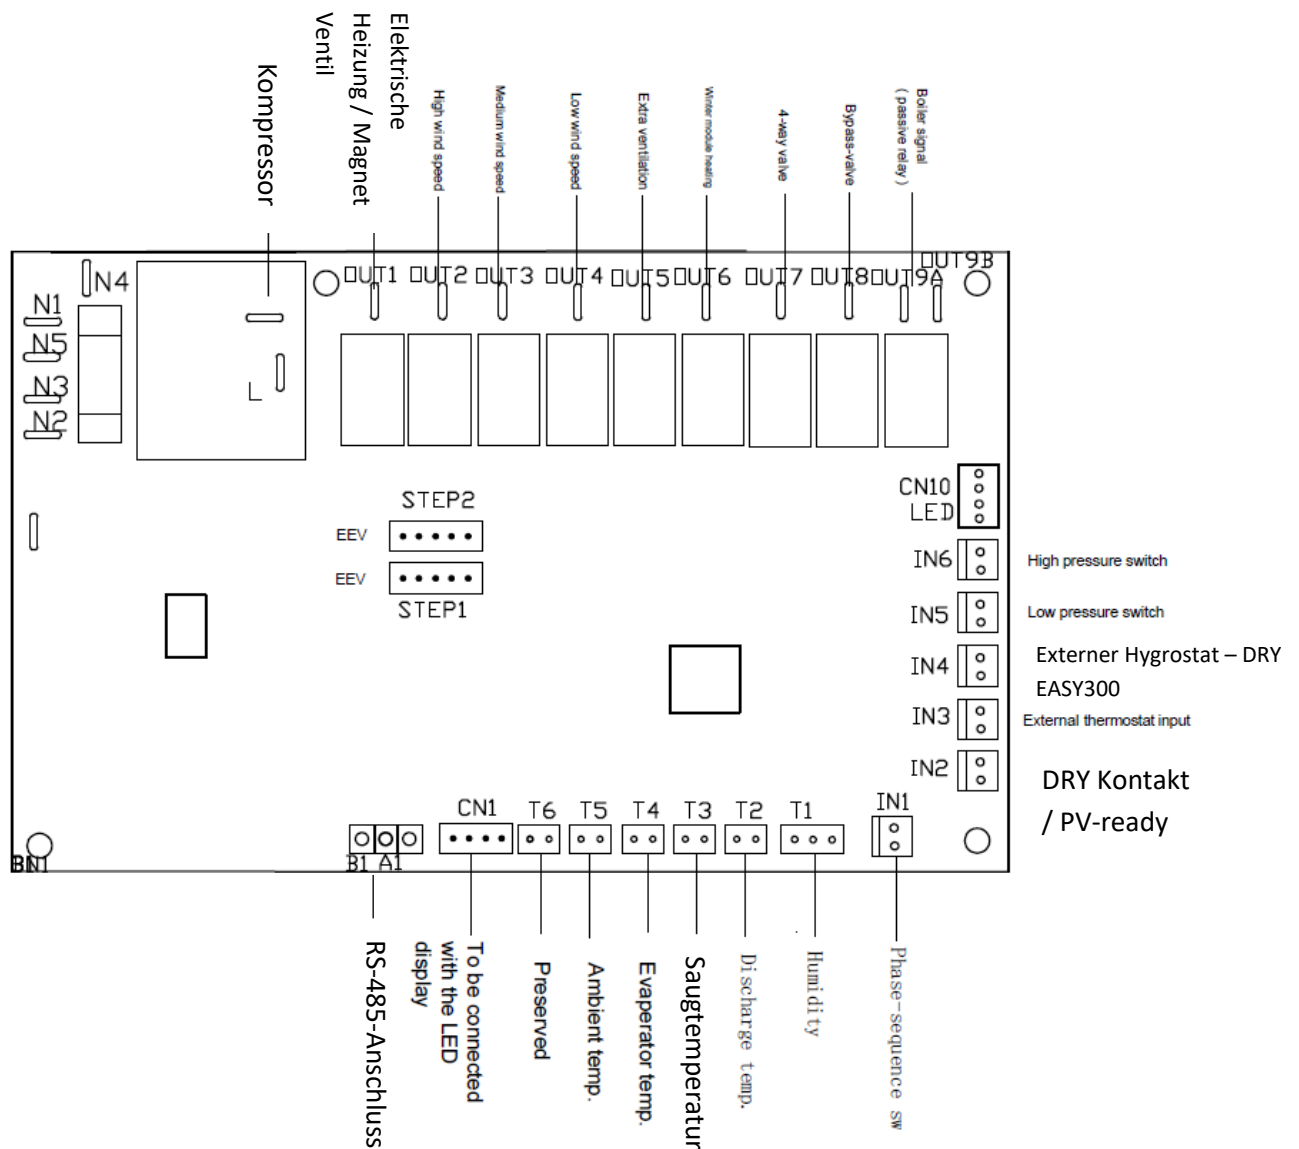 Kompressor
Elektrische
Heizung / Magnet
Ventil
High wind speed
Medium wind speed
Low wind speed
Extra ventilation
Winter module heating
4-way valve
Bypass-valve
Boiler signal
( passive relay )
N4
N1
N5
N3
N2
L
OUT1
OUT2
OUT3
OUT4
OUT5
OUT6
OUT7
OUT8
OUT9A
OUT9B
STEP2
EEV
EEV
STEP1
CN10
LED
IN6
High pressure switch
IN5
Low pressure switch
IN4
Externer Hygrostat – DRY
EASY300
IN3
External thermostat input
IN2
DRY Kontakt
/ PV-ready
IN1
CN1
T6
T5
T4
T3
T2
T1
B1 A1
RS-485-Anschluss
To be connected
with the LED
display
Preserved
Ambient temp.
Evaperator temp.
Saugtemperatur
Discharge temp.
Humidity
Phase-sequence sw